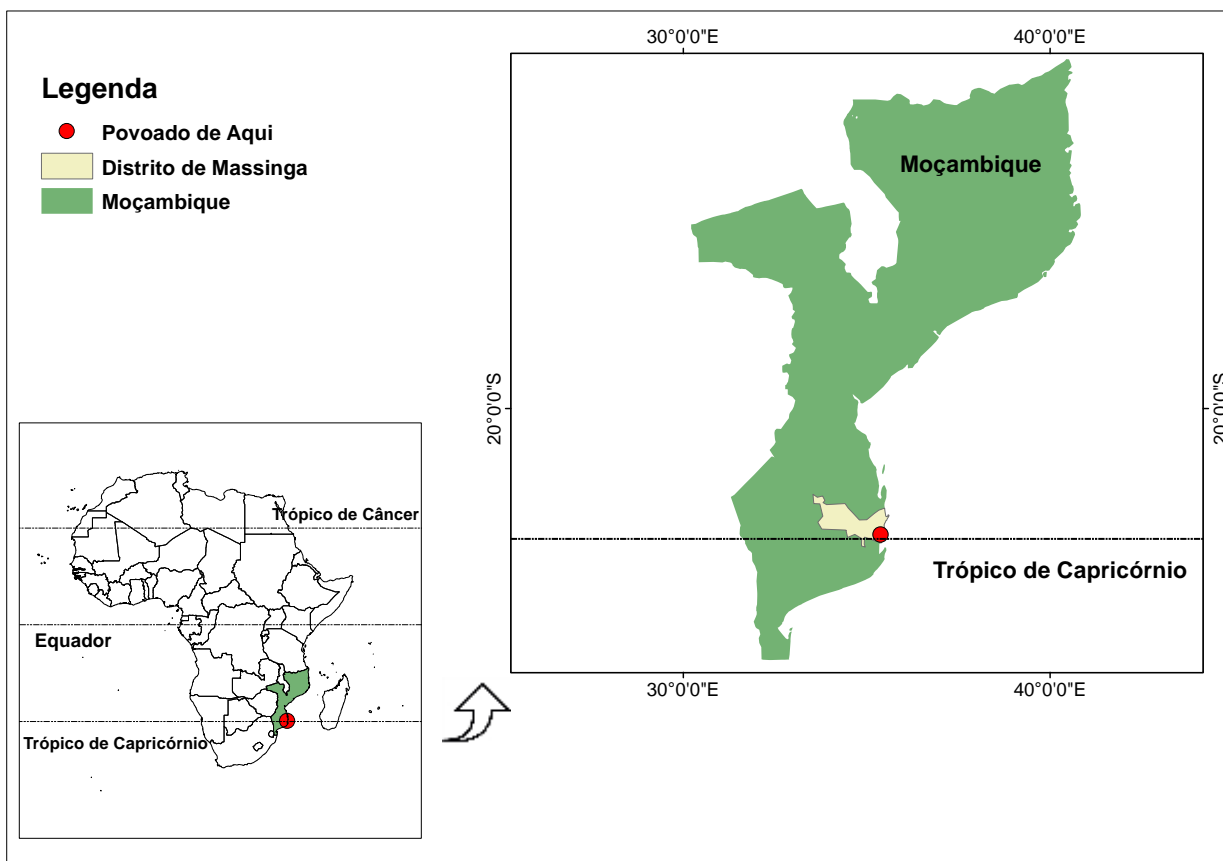 Legenda
Povoado de Aqui
Distrito de Massinga
Moçambique
30°0'0"E
40°0'0"E
Moçambique
20°0'0"S
20°0'0"S
Trópico de Capricórnio
30°0'0"E
40°0'0"E
Trópico de Câncer
Equador
Trópico de Capricórnio